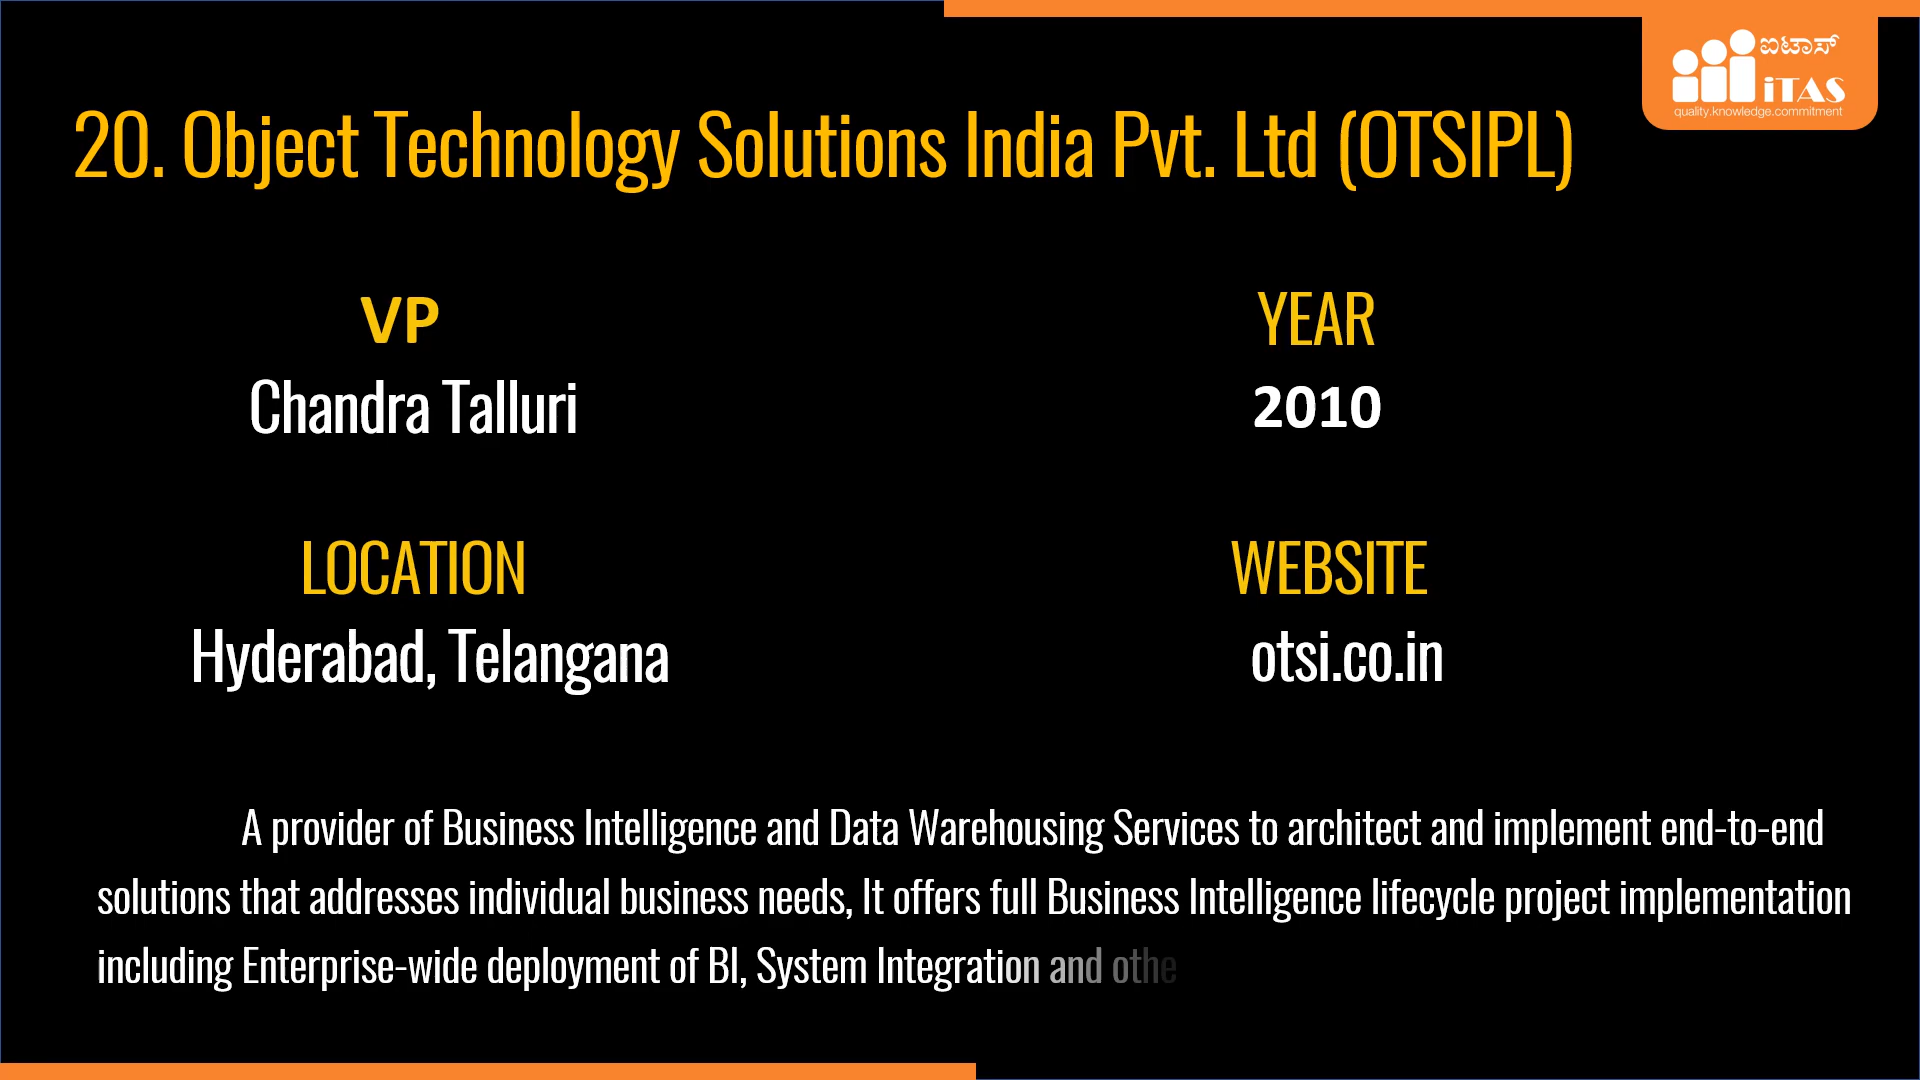 ಐಟಾಸ್
iTAS
quality.knowledge.commitment
20. Object Technology Solutions India Pvt. Ltd (OTSIPL)
VP
Chandra Talluri
YEAR
2010
LOCATION
Hyderabad, Telangana
WEBSITE
otsi.co.in
A provider of Business Intelligence and Data Warehousing Services to architect and implement end-to-end
solutions that addresses individual business needs, It offers full Business Intelligence lifecycle project implementation
including Enterprise-wide deployment of BI, System Integration and othe